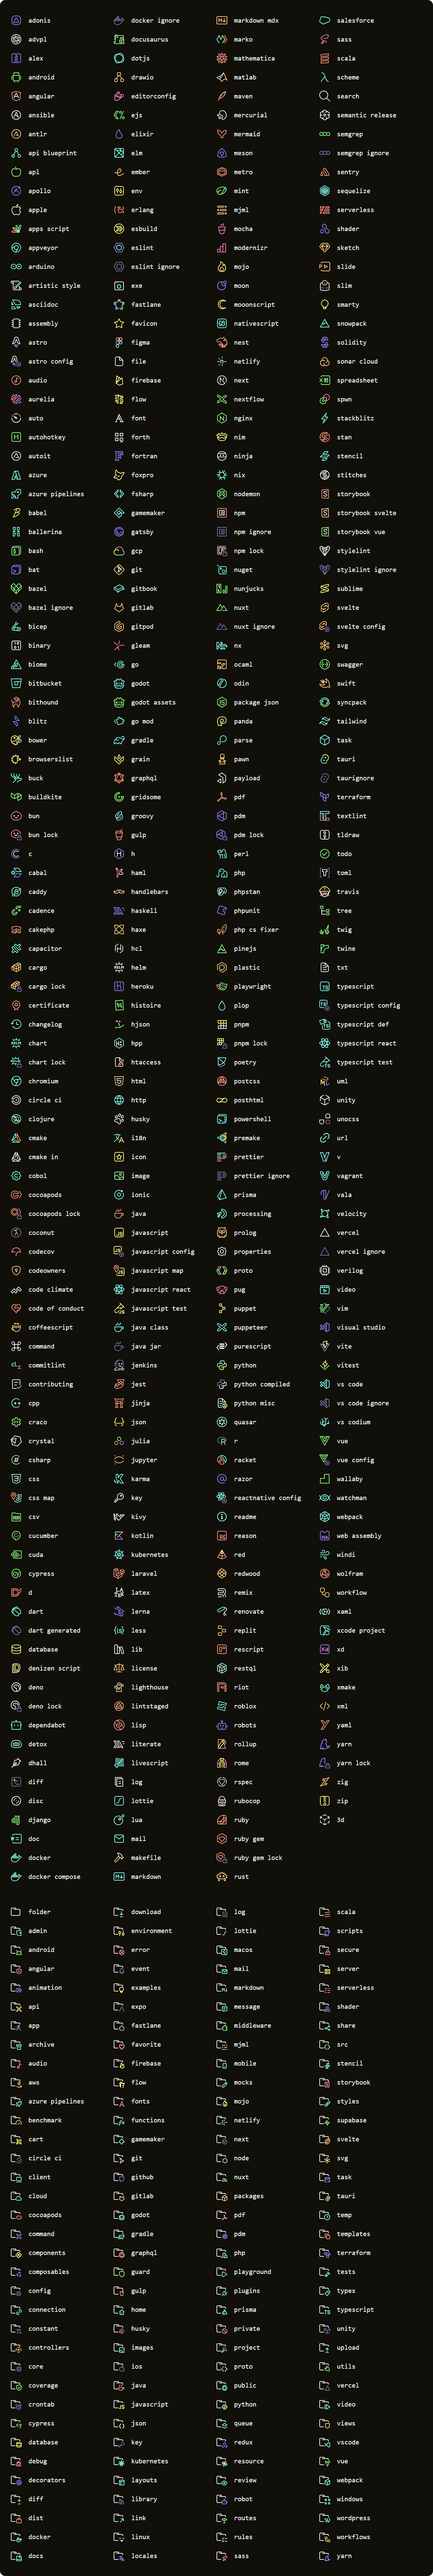 adonis
advpl
alex
android
angular
ansible
antlr
api blueprint
apl
apollo
apple
apps script
appveyor
arduino
artistic style
asciidoc
assembly
astro
astro config
audio
aurelia
auto
autohotkey
autoit
azure
azure pipelines
babel
ballerina
bash
bat
bazel
bazel ignore
bicep
binary
biome
bitbucket
bithound
blitz
bower
browserslist
buck
buildkite
bun
bun lock
c
cabal
caddy
cadence
cakephp
capacitor
cargo
cargo lock
certificate
changelog
chart
chart lock
chromium
circle ci
clojure
cmake
cmake in
cobol
cocoapods
cocoapods lock
coconut
codecov
codeowners
code climate
code of conduct
coffeescript
command
commitlint
contributing
cpp
craco
crystal
csharp
css
css map
csv
cucumber
cuda
cypress
d
dart
dart generated
database
denizen script
deno
deno lock
dependabot
detox
dhall
diff
disc
django
doc
docker
docker compose
docker ignore
docusaurus
dotjs
drawio
editorconfig
ejs
elixir
elm
ember
env
erlang
esbuild
eslint
eslint ignore
exe
fastlane
favicon
figma
file
firebase
flow
font
forth
fortran
foxpro
fsharp
gamemaker
gatsby
gcp
git
gitbook
gitlab
gitpod
gleam
go
godot
godot assets
go mod
gradle
grain
graphql
gridsome
groovy
gulp
h
haml
handlebars
haskell
haxe
hcl
helm
heroku
histoire
hjson
hpp
htaccess
html
http
husky
i18n
icon
image
ionic
java
javascript
javascript config
javascript map
javascript react
javascript test
java class
java jar
jenkins
jest
jinja
json
julia
jupyter
karma
key
kivy
kotlin
kubernetes
laravel
latex
lerna
less
lib
license
lighthouse
lintstaged
lisp
literate
livescript
log
lottie
lua
mail
makefile
markdown
markdown mdx
marko
mathematica
matlab
maven
mercurial
mermaid
meson
metro
mint
mjml
mocha
modernizr
mojo
moon
mooonscript
nativescript
nest
netlify
next
nextflow
nginx
nim
ninja
nix
nodemon
npm
npm ignore
npm lock
nuget
nunjucks
nuxt
nuxt ignore
nx
ocaml
odin
package json
panda
parse
pawn
payload
pdf
pdm
pdm lock
perl
php
phpstan
phpunit
php cs fixer
pinejs
plastic
playwright
plop
pnpm
pnpm lock
poetry
postcss
posthtml
powershell
premake
prettier
prettier ignore
prisma
processing
prolog
properties
proto
pug
puppet
puppeteer
purescript
python
python compiled
python misc
quasar
r
racket
razor
reactnative config
readme
reason
red
redwood
remix
renovate
replit
rescript
restql
riot
roblox
robots
rollup
rome
rspec
rubocop
ruby
ruby gem
ruby gem lock
rust
salesforce
sass
scala
scheme
search
semantic release
semgrep
semgrep ignore
sentry
sequelize
serverless
shader
sketch
slide
slim
smarty
snowpack
solidity
sonar cloud
spreadsheet
spwn
stackblitz
stan
stencil
stitches
storybook
storybook svelte
storybook vue
stylelint
stylelint ignore
sublime
svelte
svelte config
svg
swagger
swift
syncpack
tailwind
task
tauri
taurignore
terraform
textlint
tldraw
todo
toml
travis
tree
twig
twine
txt
typescript
typescript config
typescript def
typescript react
typescript test
uml
unity
unocss
url
v
vagrant
vala
velocity
vercel
vercel ignore
verilog
video
vim
visual studio
vite
vitest
vs code
vs code ignore
vs codium
vue
vue config
wallaby
watchman
webpack
web assembly
windi
wolfram
workflow
xaml
xcode project
xd
xib
xmake
xml
yaml
yarn
yarn lock
zig
zip
3d
folder
admin
android
angular
animation
api
app
archive
audio
aws
azure pipelines
benchmark
cart
circle ci
client
cloud
cocoapods
command
components
composables
config
connection
constant
controllers
core
coverage
crontab
cypress
database
debug
decorators
diff
dist
docker
docs
download
environment
error
event
examples
expo
fastlane
favorite
firebase
flow
fonts
functions
gamemaker
git
github
gitlab
godot
gradle
graphql
guard
gulp
home
husky
images
ios
java
javascript
json
key
kubernetes
layouts
library
link
linux
locales
log
lottie
macos
mail
markdown
message
middleware
mjml
mobile
mocks
mojo
netlify
next
node
nuxt
packages
pdf
pdm
php
playground
plugins
prisma
private
project
proto
public
python
queue
redux
resource
review
robot
routes
rules
sass
scala
scripts
secure
server
serverless
shader
share
src
stencil
storybook
styles
supabase
svelte
svg
task
tauri
temp
templates
terraform
tests
types
typescript
unity
upload
utils
vercel
video
views
vscode
vue
webpack
windows
wordpress
workflows
yarn